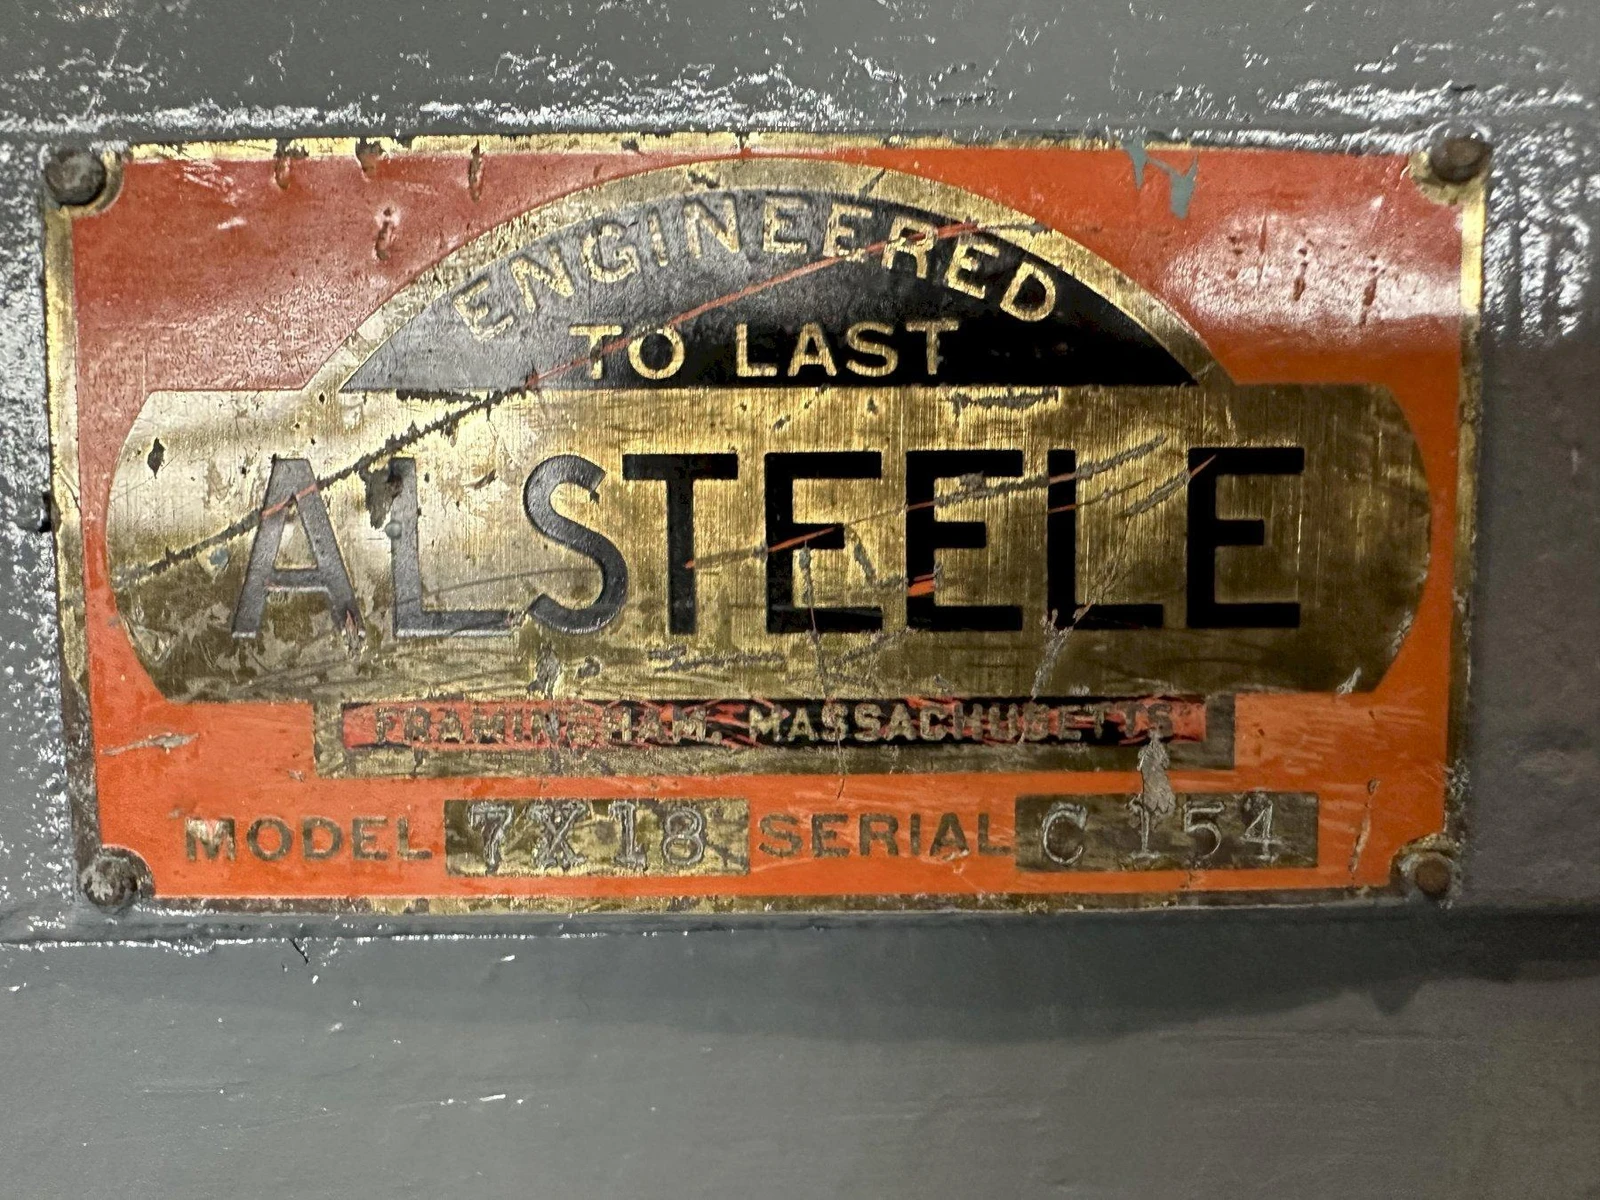 ENGINEERED
TO LAST
ALSTEELE
FRAMINGHAM, MASSACHUSETTS
MODEL 7X18 SERIAL C 154